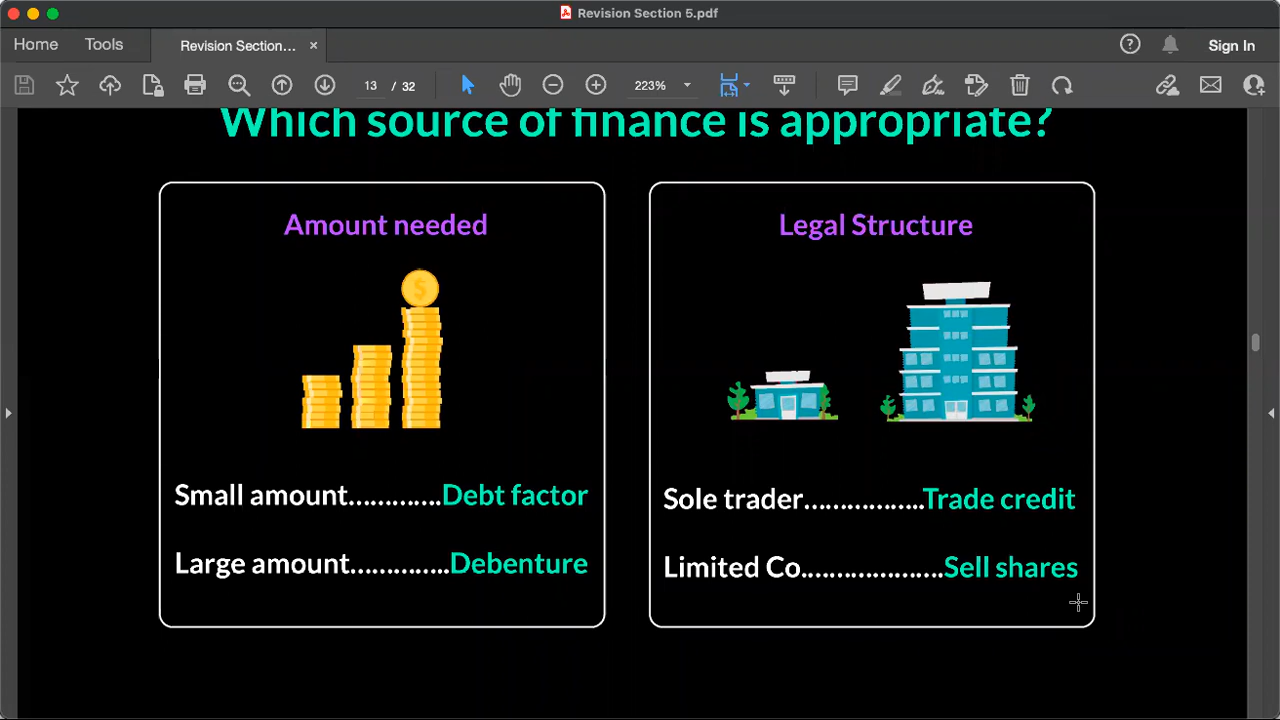 Revision Section 5.pdf
Home
Tools
Revision Section...
×
Sign In
13 / 32
223%
Which source of finance is appropriate?
Amount needed
Legal Structure
$
Small amount.............Debt factor
Large amount..............Debenture
Sole trader.................Trade credit
Limited Co....................Sell shares